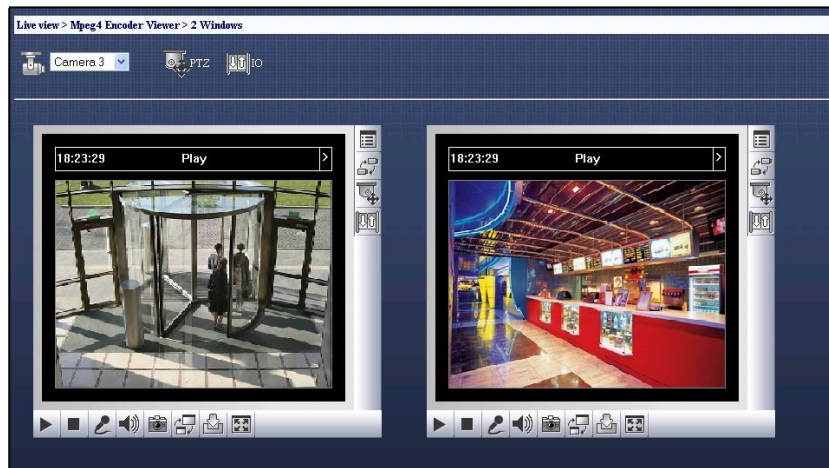 Live view > Mpeg4 Encoder Viewer > 2 Windows
Camera 3
PTZ
IO
18:23:29 Play >
18:23:29 Play >